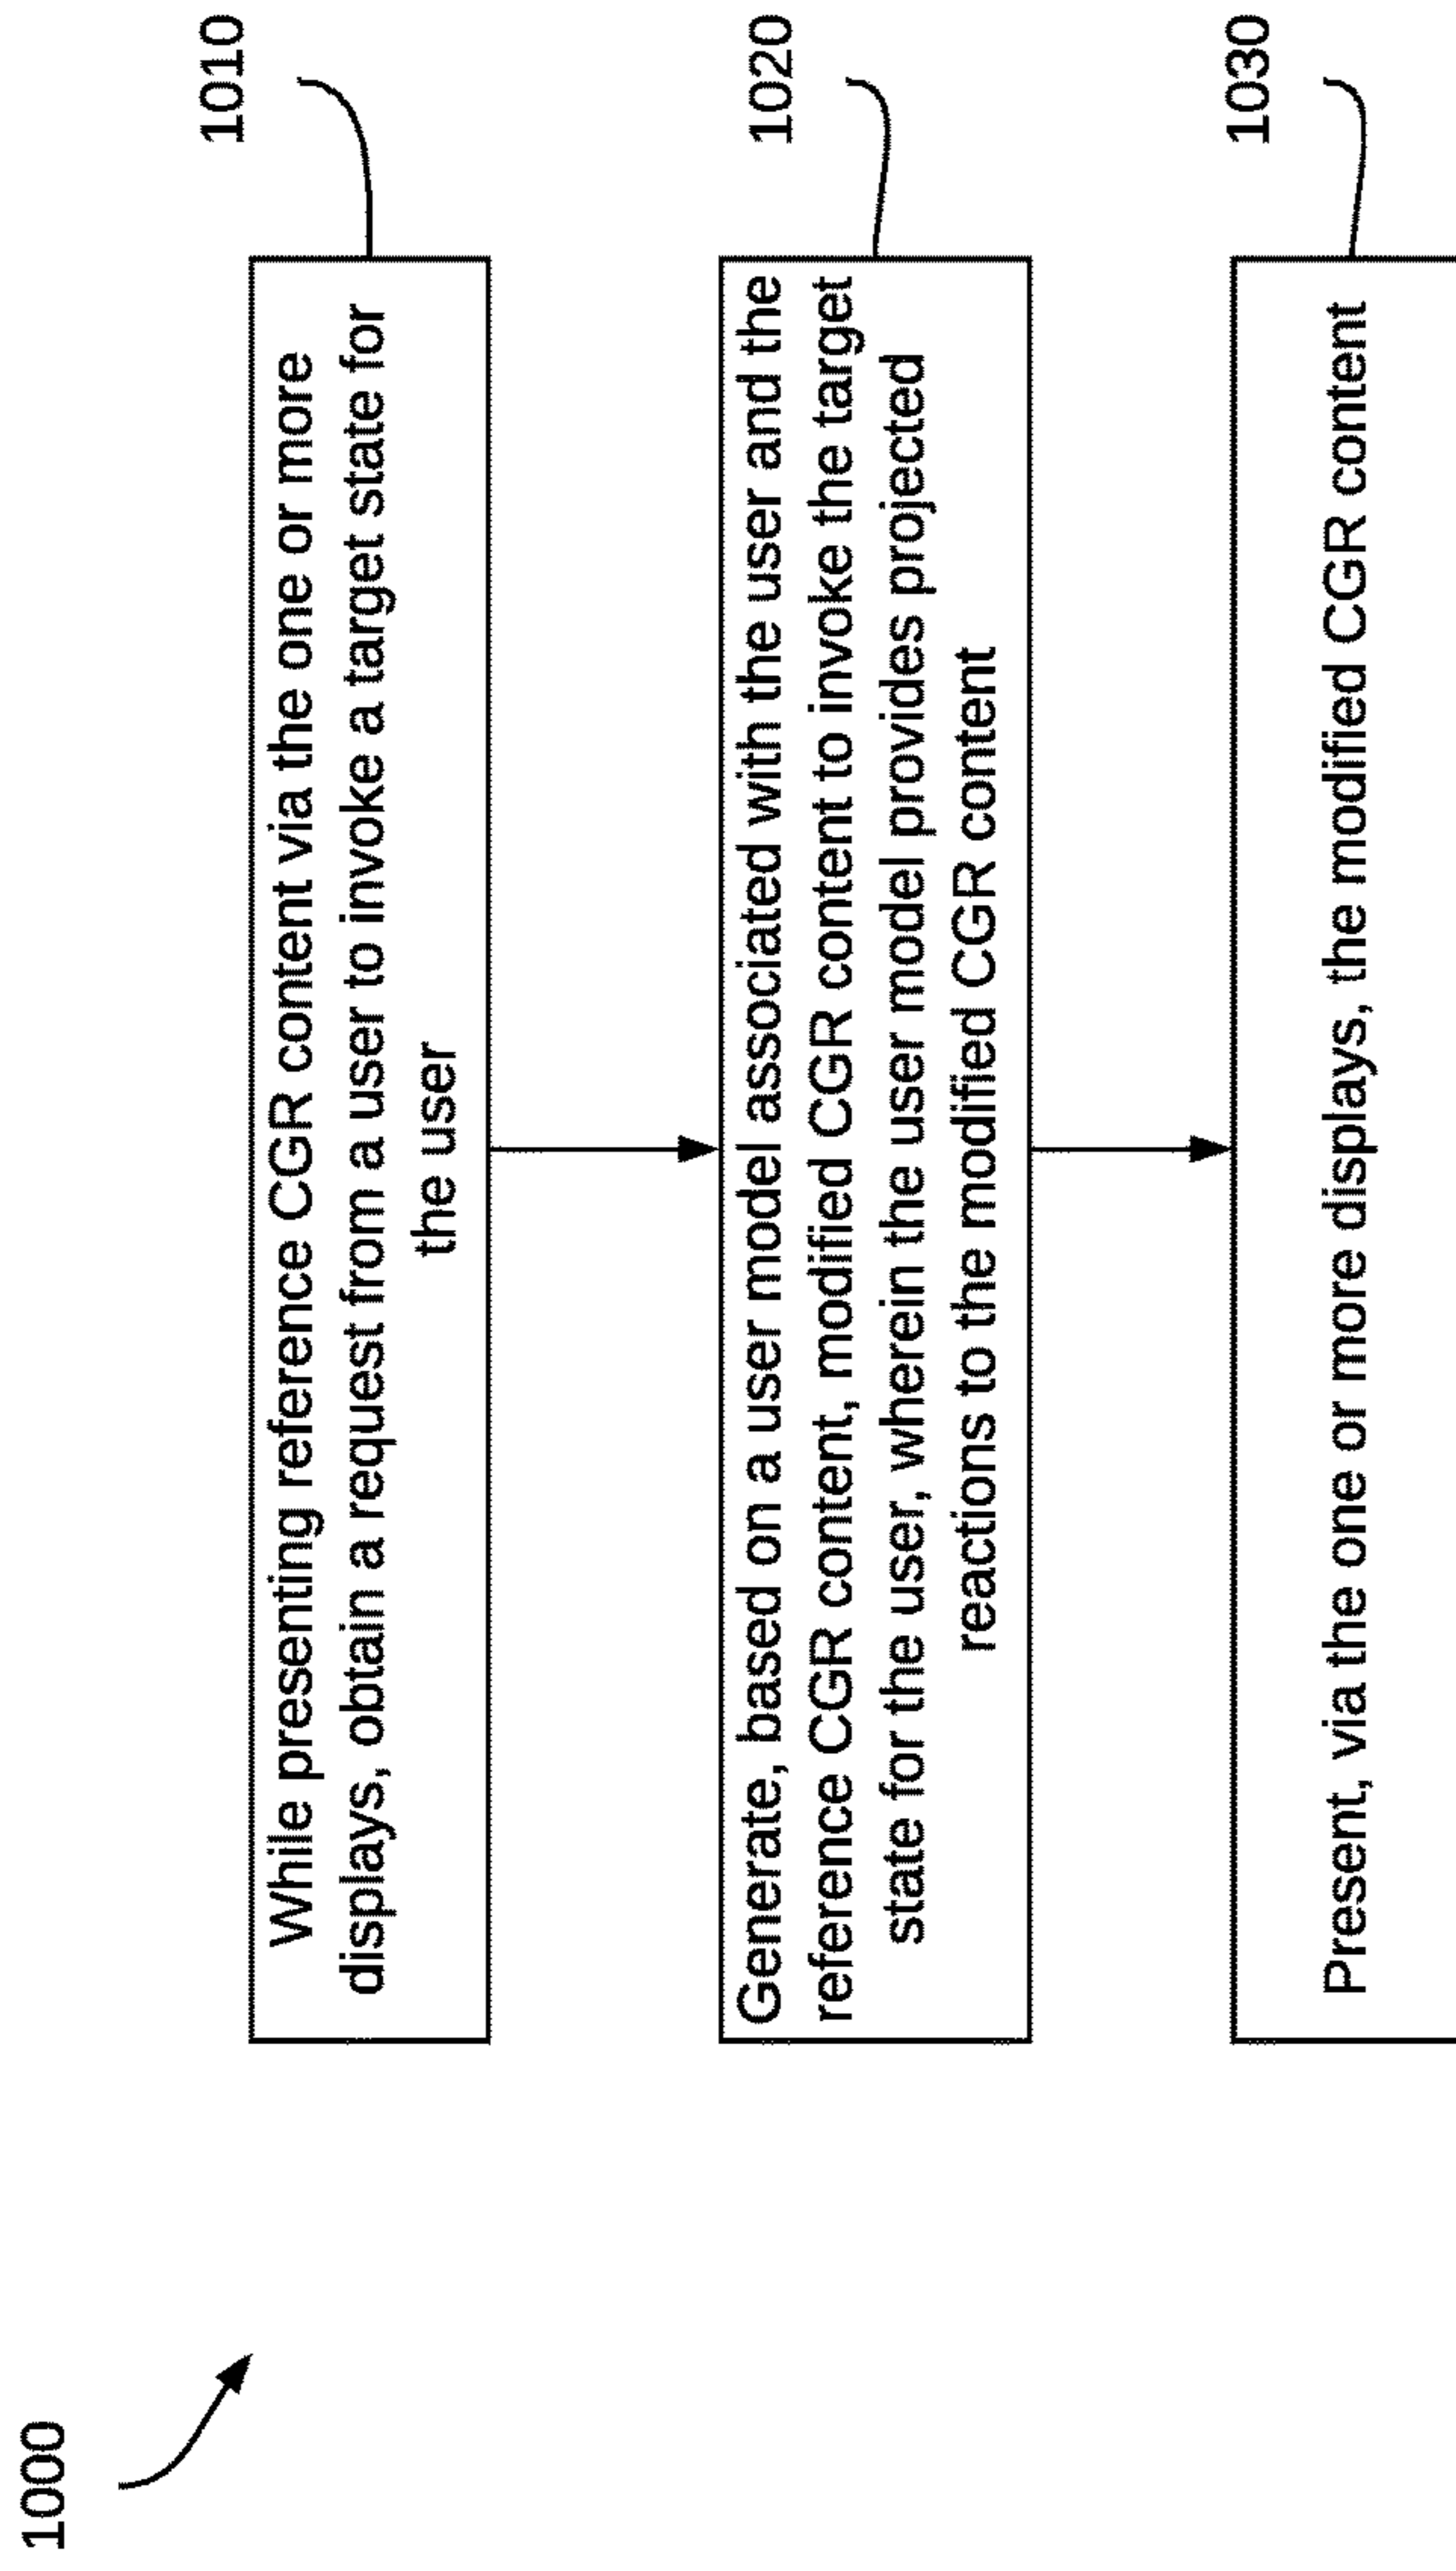 1000
While presenting reference CGR content via the one or more
displays, obtain a request from a user to invoke a target state for
the user
1010
Generate, based on a user model associated with the user and the
reference CGR content, modified CGR content to invoke the target
state for the user, wherein the user model provides projected
reactions to the modified CGR content
1020
Present, via the one or more displays, the modified CGR content
1030